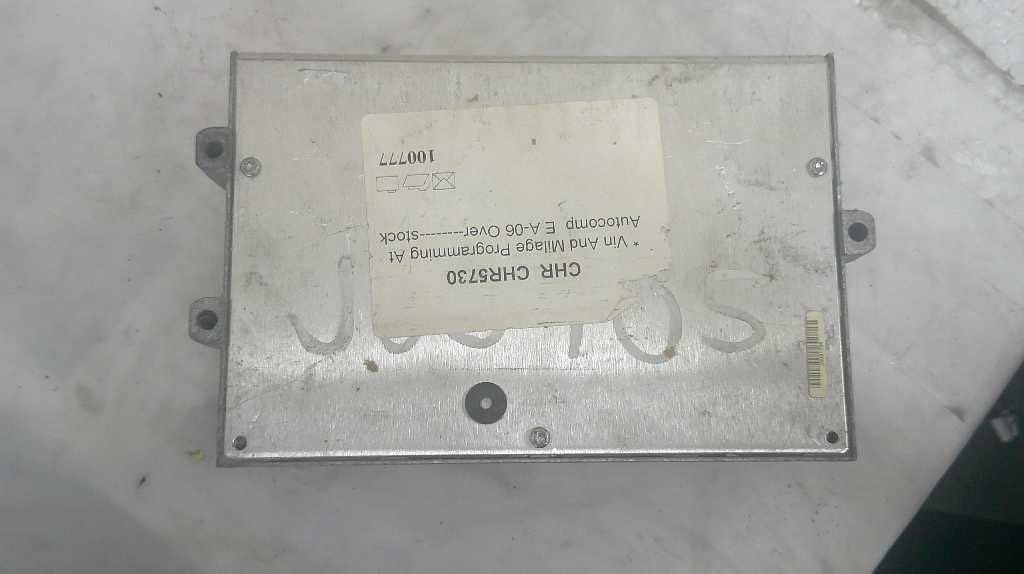 CHR CHR5730
* Vin And Milage Programming At
Autocomp E A-06 Over--------stock
100777